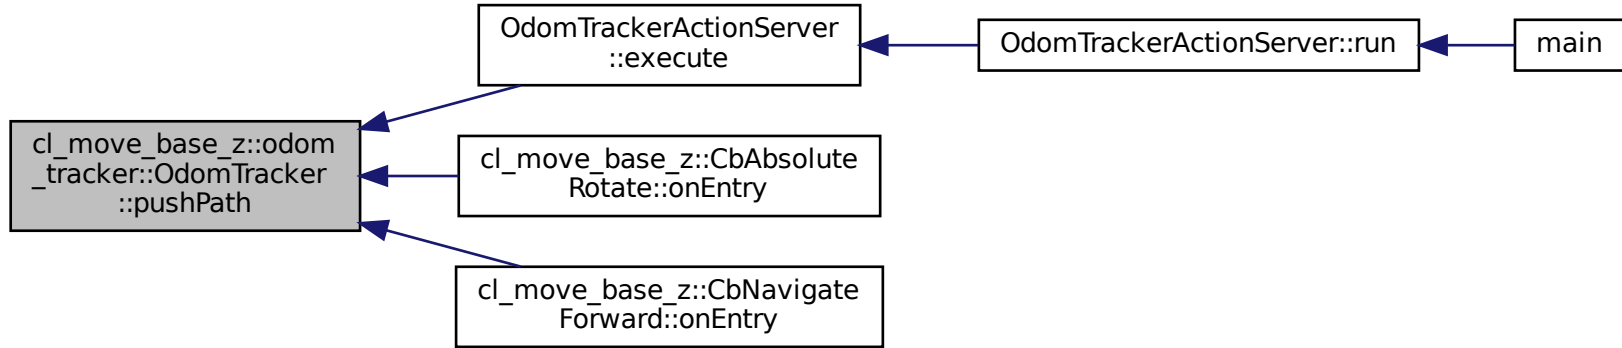 cl_move_base_z::odom
_tracker::OdomTracker
::pushPath
OdomTrackerActionServer
::execute
OdomTrackerActionServer::run
main
cl_move_base_z::CbAbsolute
Rotate::onEntry
cl_move_base_z::CbNavigate
Forward::onEntry